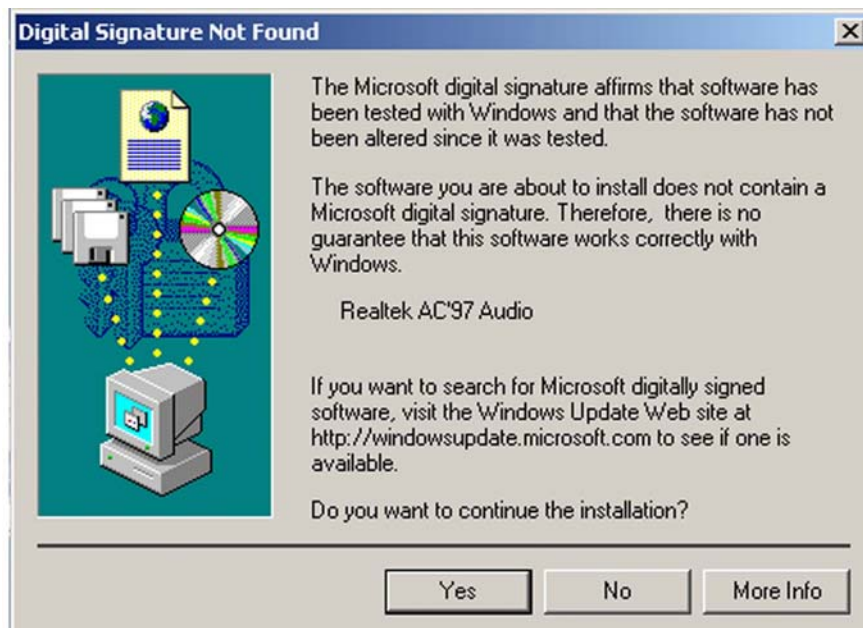 Digital Signature Not Found
The Microsoft digital signature affirms that software has
been tested with Windows and that the software has not
been altered since it was tested.
The software you are about to install does not contain a
Microsoft digital signature. Therefore,  there is no
guarantee that this software works correctly with
Windows.
Realtek AC'97 Audio
If you want to search for Microsoft digitally signed
software, visit the Windows Update Web site at
http://windowsupdate.microsoft.com to see if one is
available.
Do you want to continue the installation?
Yes
No
More Info